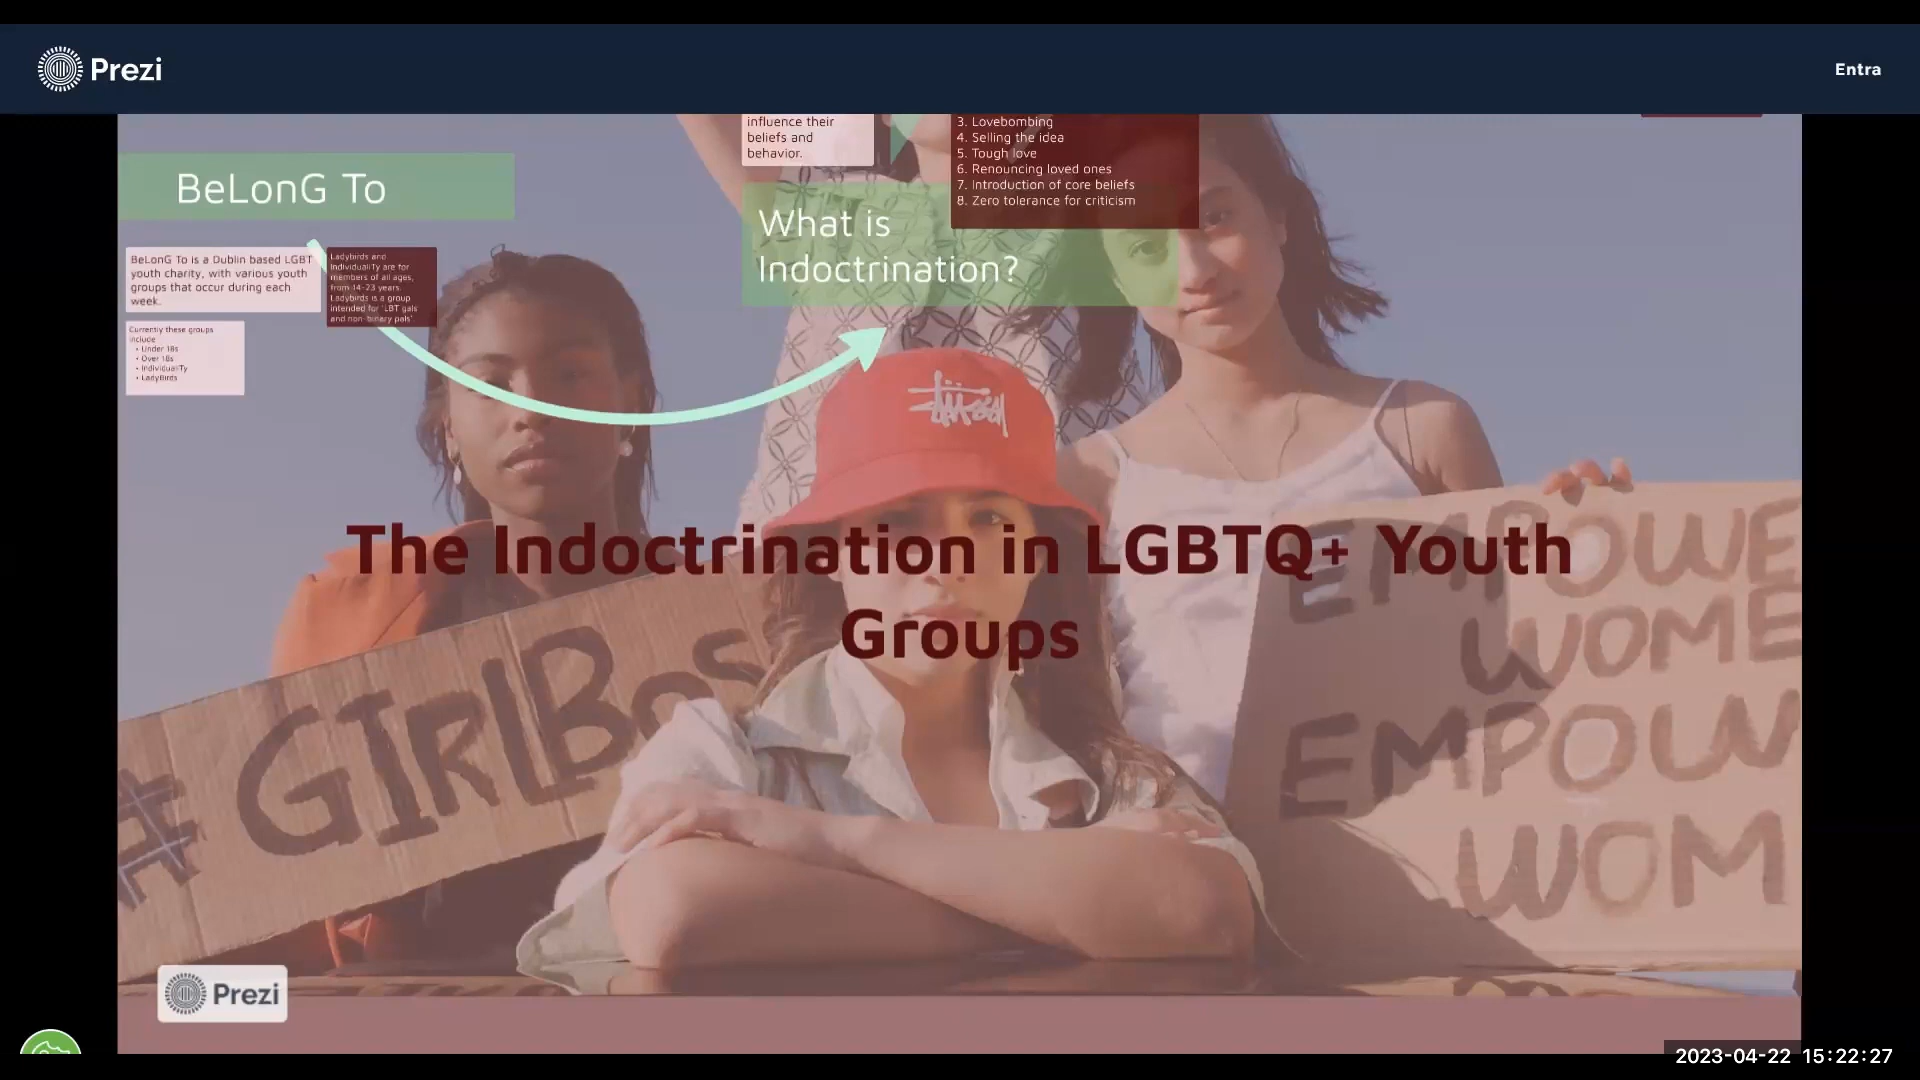 Prezi
Entra
influence their
beliefs and
behavior.
3. Lovebombing
4. Selling the idea
5. Tough love
6. Renouncing loved ones
7. Introduction of core beliefs
8. Zero tolerance for criticism
BeLonG To
What is
Indoctrination?
BeLonG To is a Dublin based LGBT
youth charity, with various youth
groups that occur during each
week.
Ladybirds and
IndividualiTy are for
members of all ages,
from 14-23 years.
Ladybirds is a group
intended for 'LBT gals
and non-binary pals'.
Currently these groups
include
• Under 18s
• Over 18s
• IndividualiTy
• LadyBirds
Stüssy
The Indoctrination in LGBTQ+ Youth
Groups
# GIRLBOS
EMPOWE
WOME
EMPOW
WOM
Prezi
2023-04-22 15:22:27